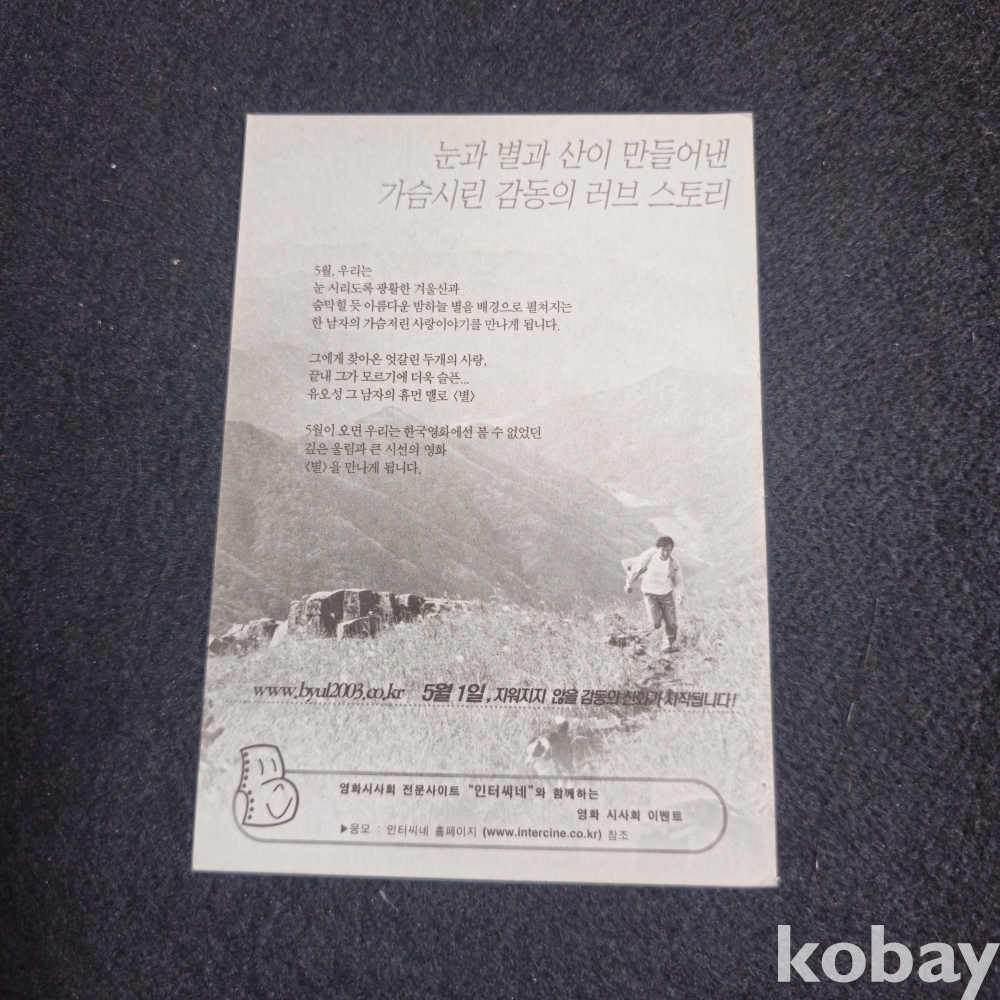 눈과 별과 산이 만들어낸
가슴시린 감동의 러브 스토리
5월, 우리는
눈 시리도록 광활한 겨울산과
숨막힐 듯 아름다운 밤하늘 별을 배경으로 펼쳐지는
한 남자의 가슴저린 사랑이야기를 만나게 됩니다.
그에게 찾아온 엇갈린 두개의 사랑,
끝내 그가 모르기에 더욱 슬픈...
유오성 그 남자의 휴먼 멜로 〈별〉
5월이 오면 우리는 한국영화에선 볼 수 없었던
깊은 울림과 큰 시선의 영화
〈별〉을 만나게 됩니다.
www.byul2003.co.kr 5월 1일, 지워지지 않을 감동의 신화가 시작됩니다!
영화시사회 전문사이트 "인터씨네"와 함께하는
영화 시사회 이벤트
▶응모 : 인터씨네 홈페이지 (www.intercine.co.kr) 참조
kobay